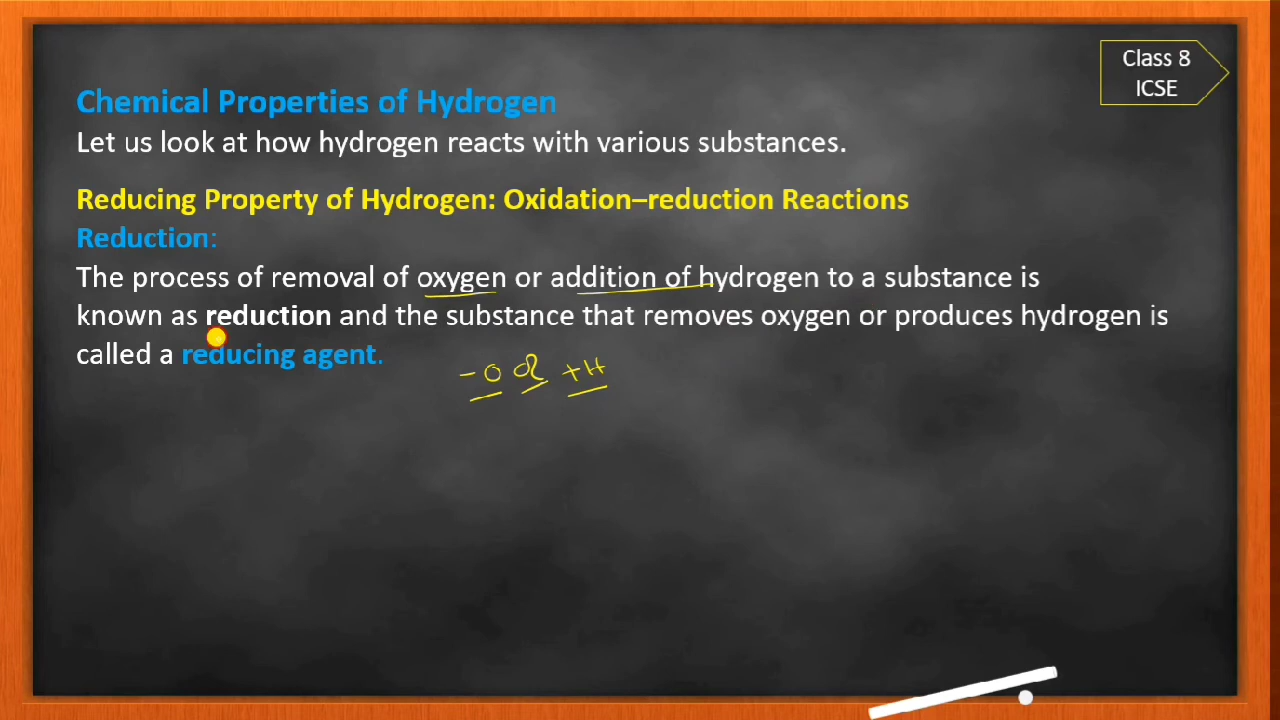 Class 8
ICSE
Chemical Properties of Hydrogen
Let us look at how hydrogen reacts with various substances.
Reducing Property of Hydrogen: Oxidation–reduction Reactions
Reduction:
The process of removal of oxygen or addition of hydrogen to a substance is
known as reduction and the substance that removes oxygen or produces hydrogen is
called a reducing agent.
-O or +H